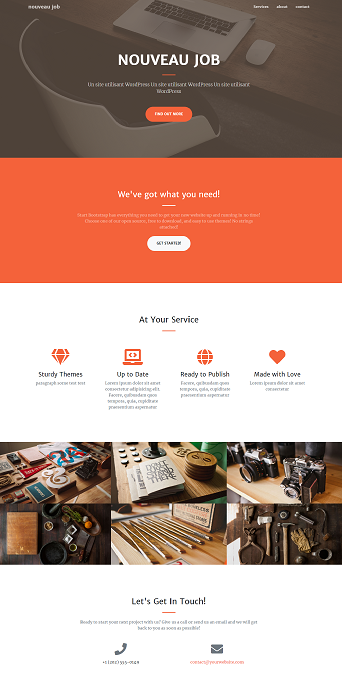 nouveau job
Services about contact
NOUVEAU JOB
Un site utilisant WordPress Un site utilisant WordPress Un site utilisant
WordPress
FIND OUT MORE
We've got what you need!
Start Bootstrap has everything you need to get your new website up and running in no time!
Choose one of our open source, free to download, and easy to use themes! No strings
attached!
GET STARTED!
At Your Service
Sturdy Themes
paragraph some text
Up to Date
Lorem ipsum dolor sit amet
consetetur adipisicing elit.
Facere, quibusdam quos
tempora, quia, cupiditate
praesentium aspernatur
Ready to Publish
Facere, quibusdam quos
tempora, quia, cupiditate
praesentium aspernatur
Made with Love
Lorem ipsum dolor sit amet
consetetur
Let's Get In Touch!
Ready to start your next project with us? Give us a call or send us an email and we will get
back to you as soon as possible!
+1 (202) 555-0149
contact@yourwebsite.com